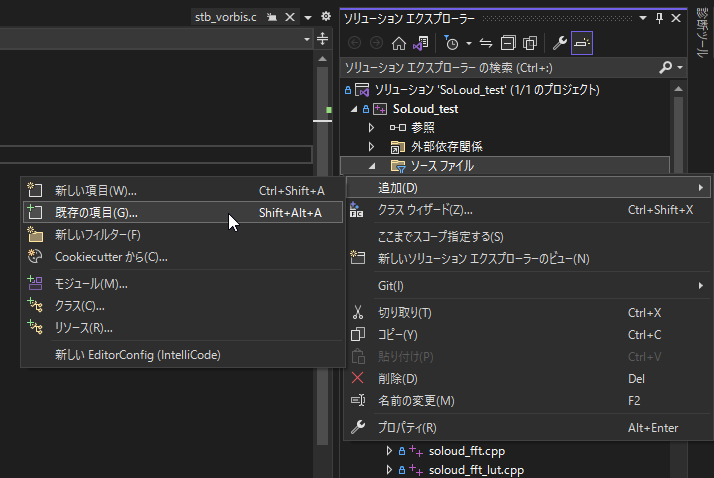 stb_vorbis.c
ソリューション エクスプローラー
ソリューション エクスプローラー の検索 (Ctrl+:)
ソリューション 'SoLoud_test' (1/1 のプロジェクト)
SoLoud_test
参照
外部依存関係
ソース ファイル
追加(D)
クラス ウィザード(Z)... Ctrl+Shift+X
ここまでスコープ指定する(S)
新しいソリューション エクスプローラーのビュー(N)
Git(I)
切り取り(T) Ctrl+X
コピー(Y) Ctrl+C
貼り付け(P) Ctrl+V
削除(D) Del
名前の変更(M) F2
プロパティ(R) Alt+Enter
soloud_fft.cpp
soloud_fft_lut.cpp
新しい項目(W)... Ctrl+Shift+A
既存の項目(G)... Shift+Alt+A
新しいフィルター(F)
Cookiecutter から(C)...
モジュール(M)...
クラス(C)...
リソース(R)...
新しい EditorConfig (IntelliCode)
診断ツール